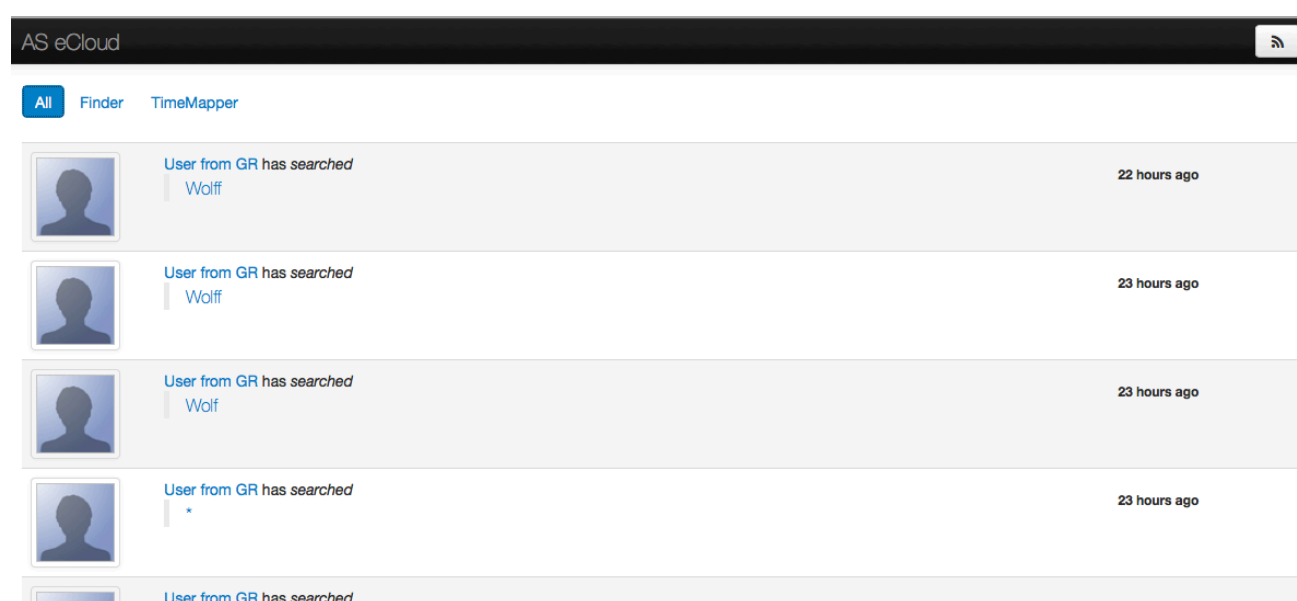 AS eCloud
All Finder TimeMapper
User from GR has searched
22 hours ago
Wolff
User from GR has searched
23 hours ago
Wolff
User from GR has searched
23 hours ago
Wolf
User from GR has searched
23 hours ago
*
User from GR has searched